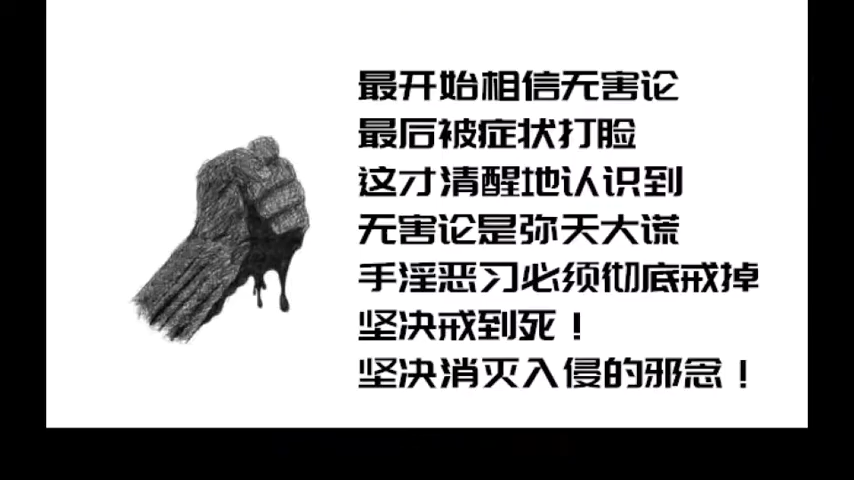 最开始相信无害论
最后被症状打脸
这才清醒地认识到
无害论是弥天大谎
手淫恶习必须彻底戒掉
坚决戒到死！
坚决消灭入侵的邪念！